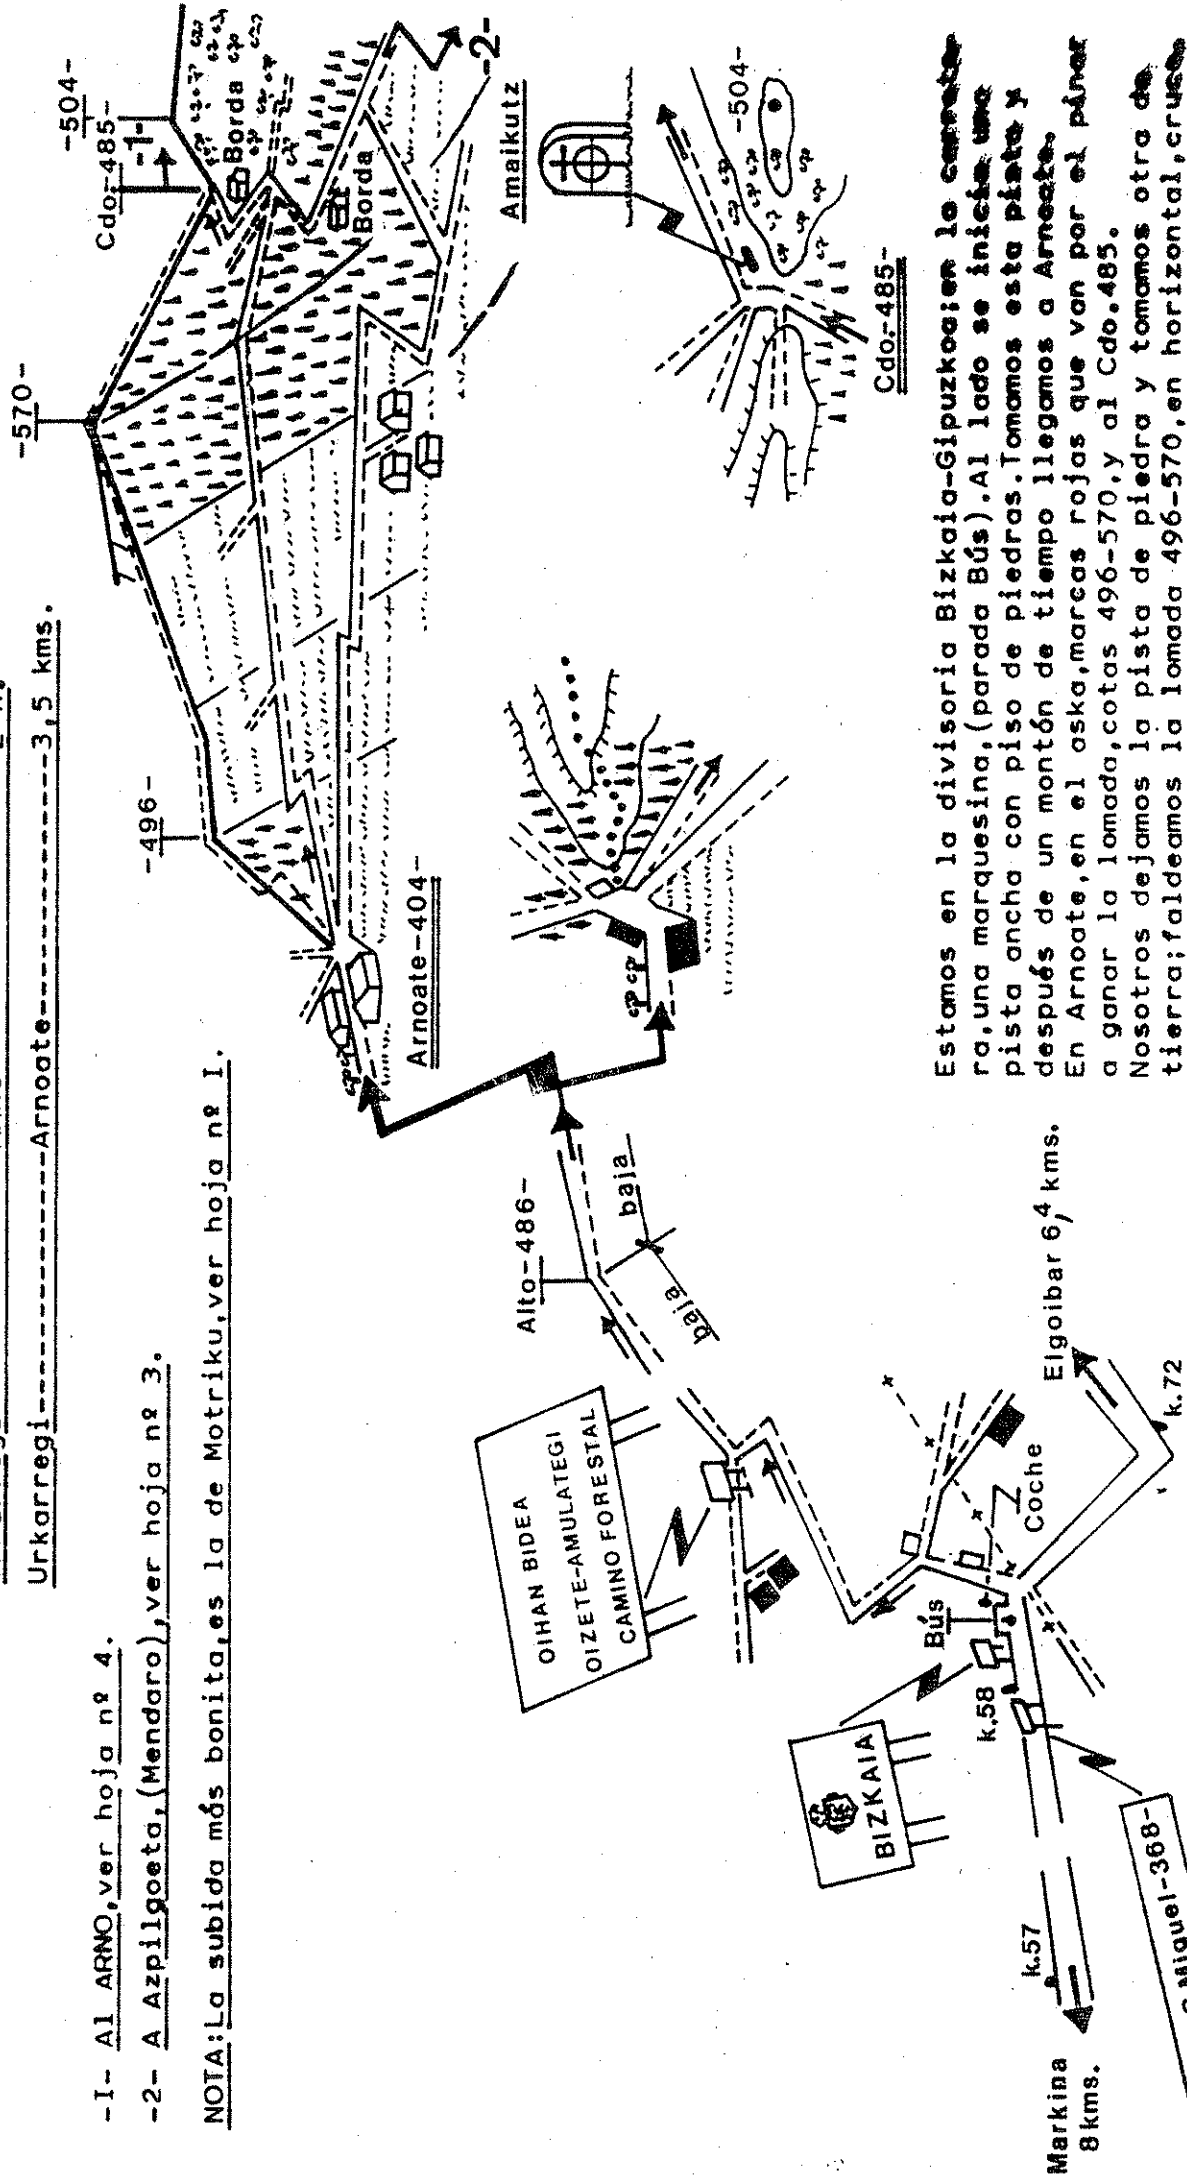 Urkarregi----------------Arnoate----------------3,5 kms.
-I- Al ARNO,ver hoja nº 4.
-2- A Azpilgoeta,(Mendaro),ver hoja nº 3.
NOTA:La subida más bonita,es la de Motriku,ver hoja nº I.
-496-
-570-
-504-
Cdo-485-
-1-
Borda
Borda
-2-
Arnoate-404-
Amaikutz
-504-
Cdo.-485-
Alto-486-
baja
baja
OIHAN BIDEA
OIZETE-AMULATEGI
CAMINO FORESTAL
BIZKAIA
Bús
Coche
k.58
k.57
k.72
Elgoibar 6,4 kms.
Markina
8 kms.
Miguel-368-
Estamos en la divisoria Bizkaia-Gipuzkoa;en la carrete
ra,una marquesina,(parada Bús).Al lado se inicia una
pista ancha con piso de piedras.Tomamos esta pista y
después de un montón de tiempo llegamos a Arnoate.
En Arnoate,en el aska,marcas rojas que van por el pinar
a ganar la lomada,cotas 496-570,y al Cdo.485.
Nosotros dejamos la pista de piedra y tomamos otra de
tierra;faldeamos la lomada 496-570,en horizontal,cruce